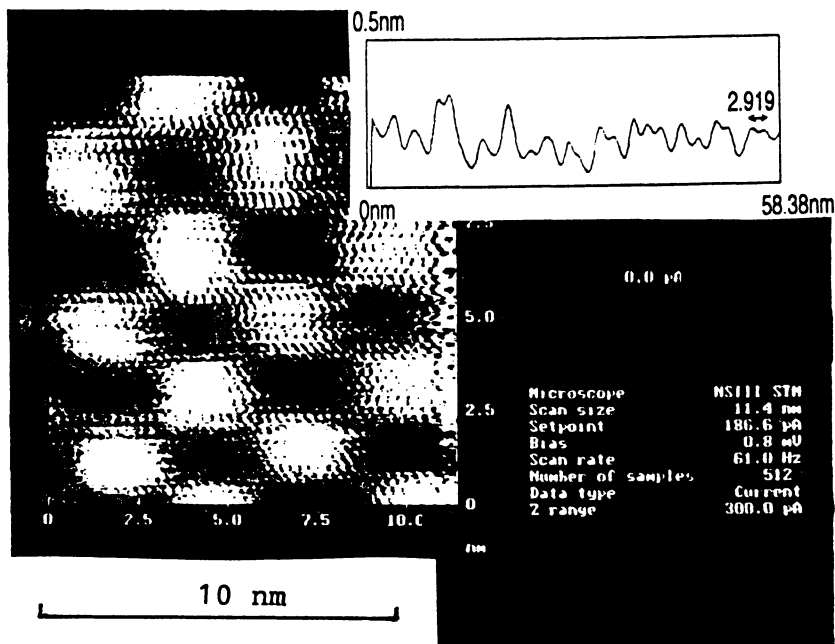 0.5nm
2.919
0nm
58.38nm
0.0 pA
5.0
2.5
0
nm
Microscope NSIII STM
Scan size 11.4 nm
Setpoint 186.6 pA
Bias 0.8 mV
Scan rate 61.0 Hz
Number of samples 512
Data type Current
Z range 300.0 pA
0 2.5 5.0 7.5 10.0
10 nm